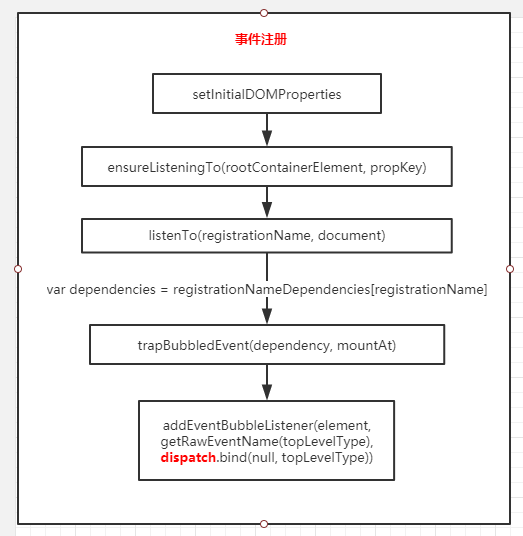 事件注册
setInitialDOMProperties
ensureListeningTo(rootContainerElement, propKey)
listenTo(registrationName, document)
var dependencies = registrationNameDependencies[registrationName]
trapBubbledEvent(dependency, mountAt)
addEventBubbleListener(element,
getRawEventName(topLevelType),
dispatch.bind(null, topLevelType))